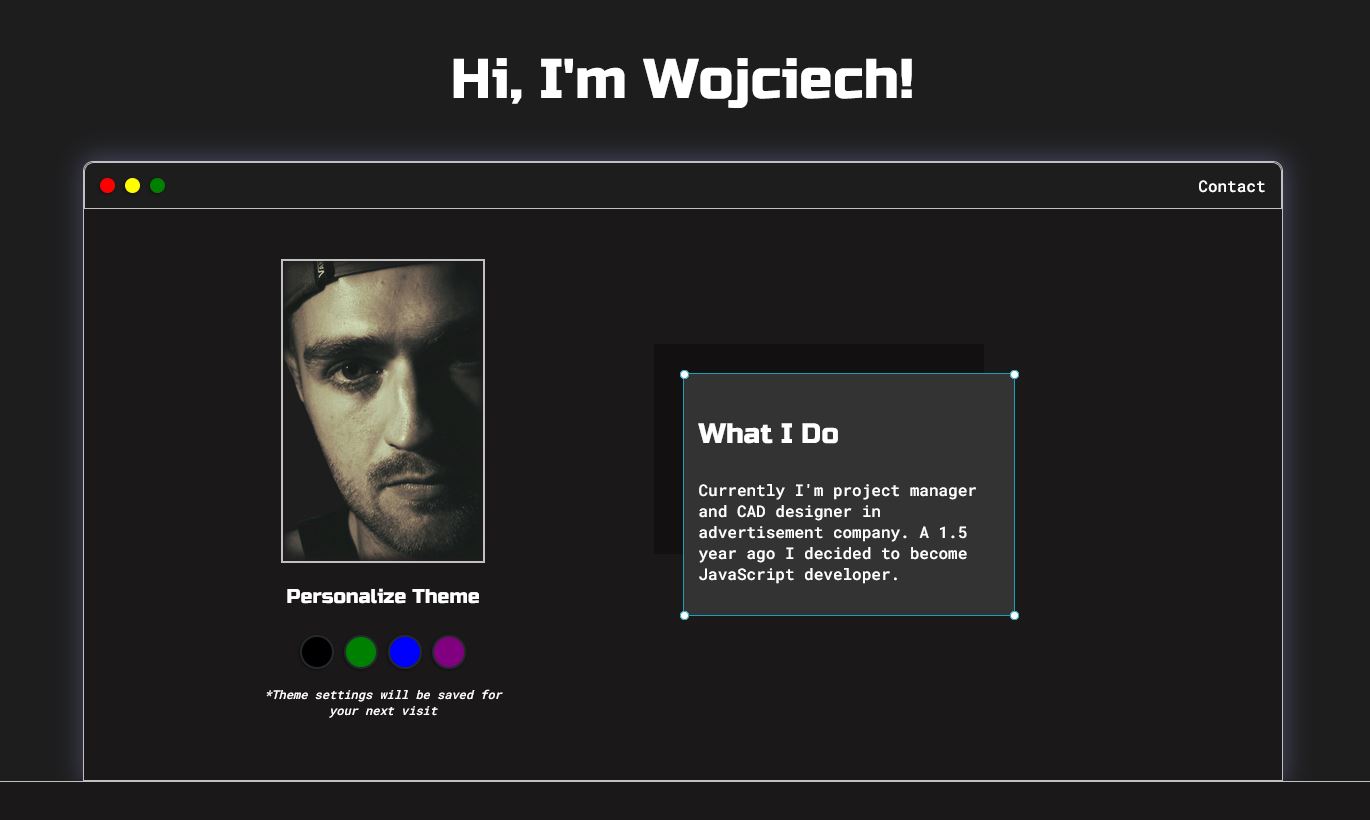 Hi, I'm Wojciech!
Contact
Personalize Theme
*Theme settings will be saved for
your next visit
What I Do
Currently I'm project manager
and CAD designer in
advertisement company. A 1.5
year ago I decided to become
JavaScript developer.